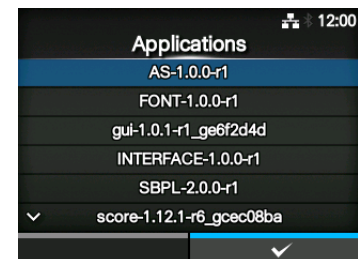 12:00
Applications
AS-1.0.0-r1
FONT-1.0.0-r1
gui-1.0.1-r1_ge6f2d4d
INTERFACE-1.0.0-r1
SBPL-2.0.0-r1
score-1.12.1-r6_gcec08ba